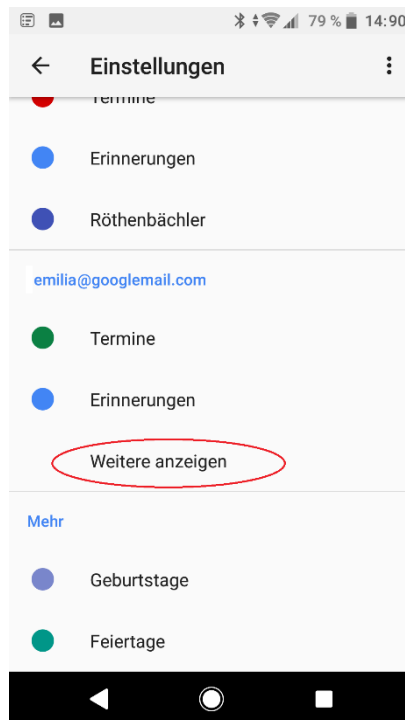 79 % 14:90
Einstellungen
Termine
Erinnerungen
Röthenbächler
emilia@googlemail.com
Termine
Erinnerungen
Weitere anzeigen
Mehr
Geburtstage
Feiertage